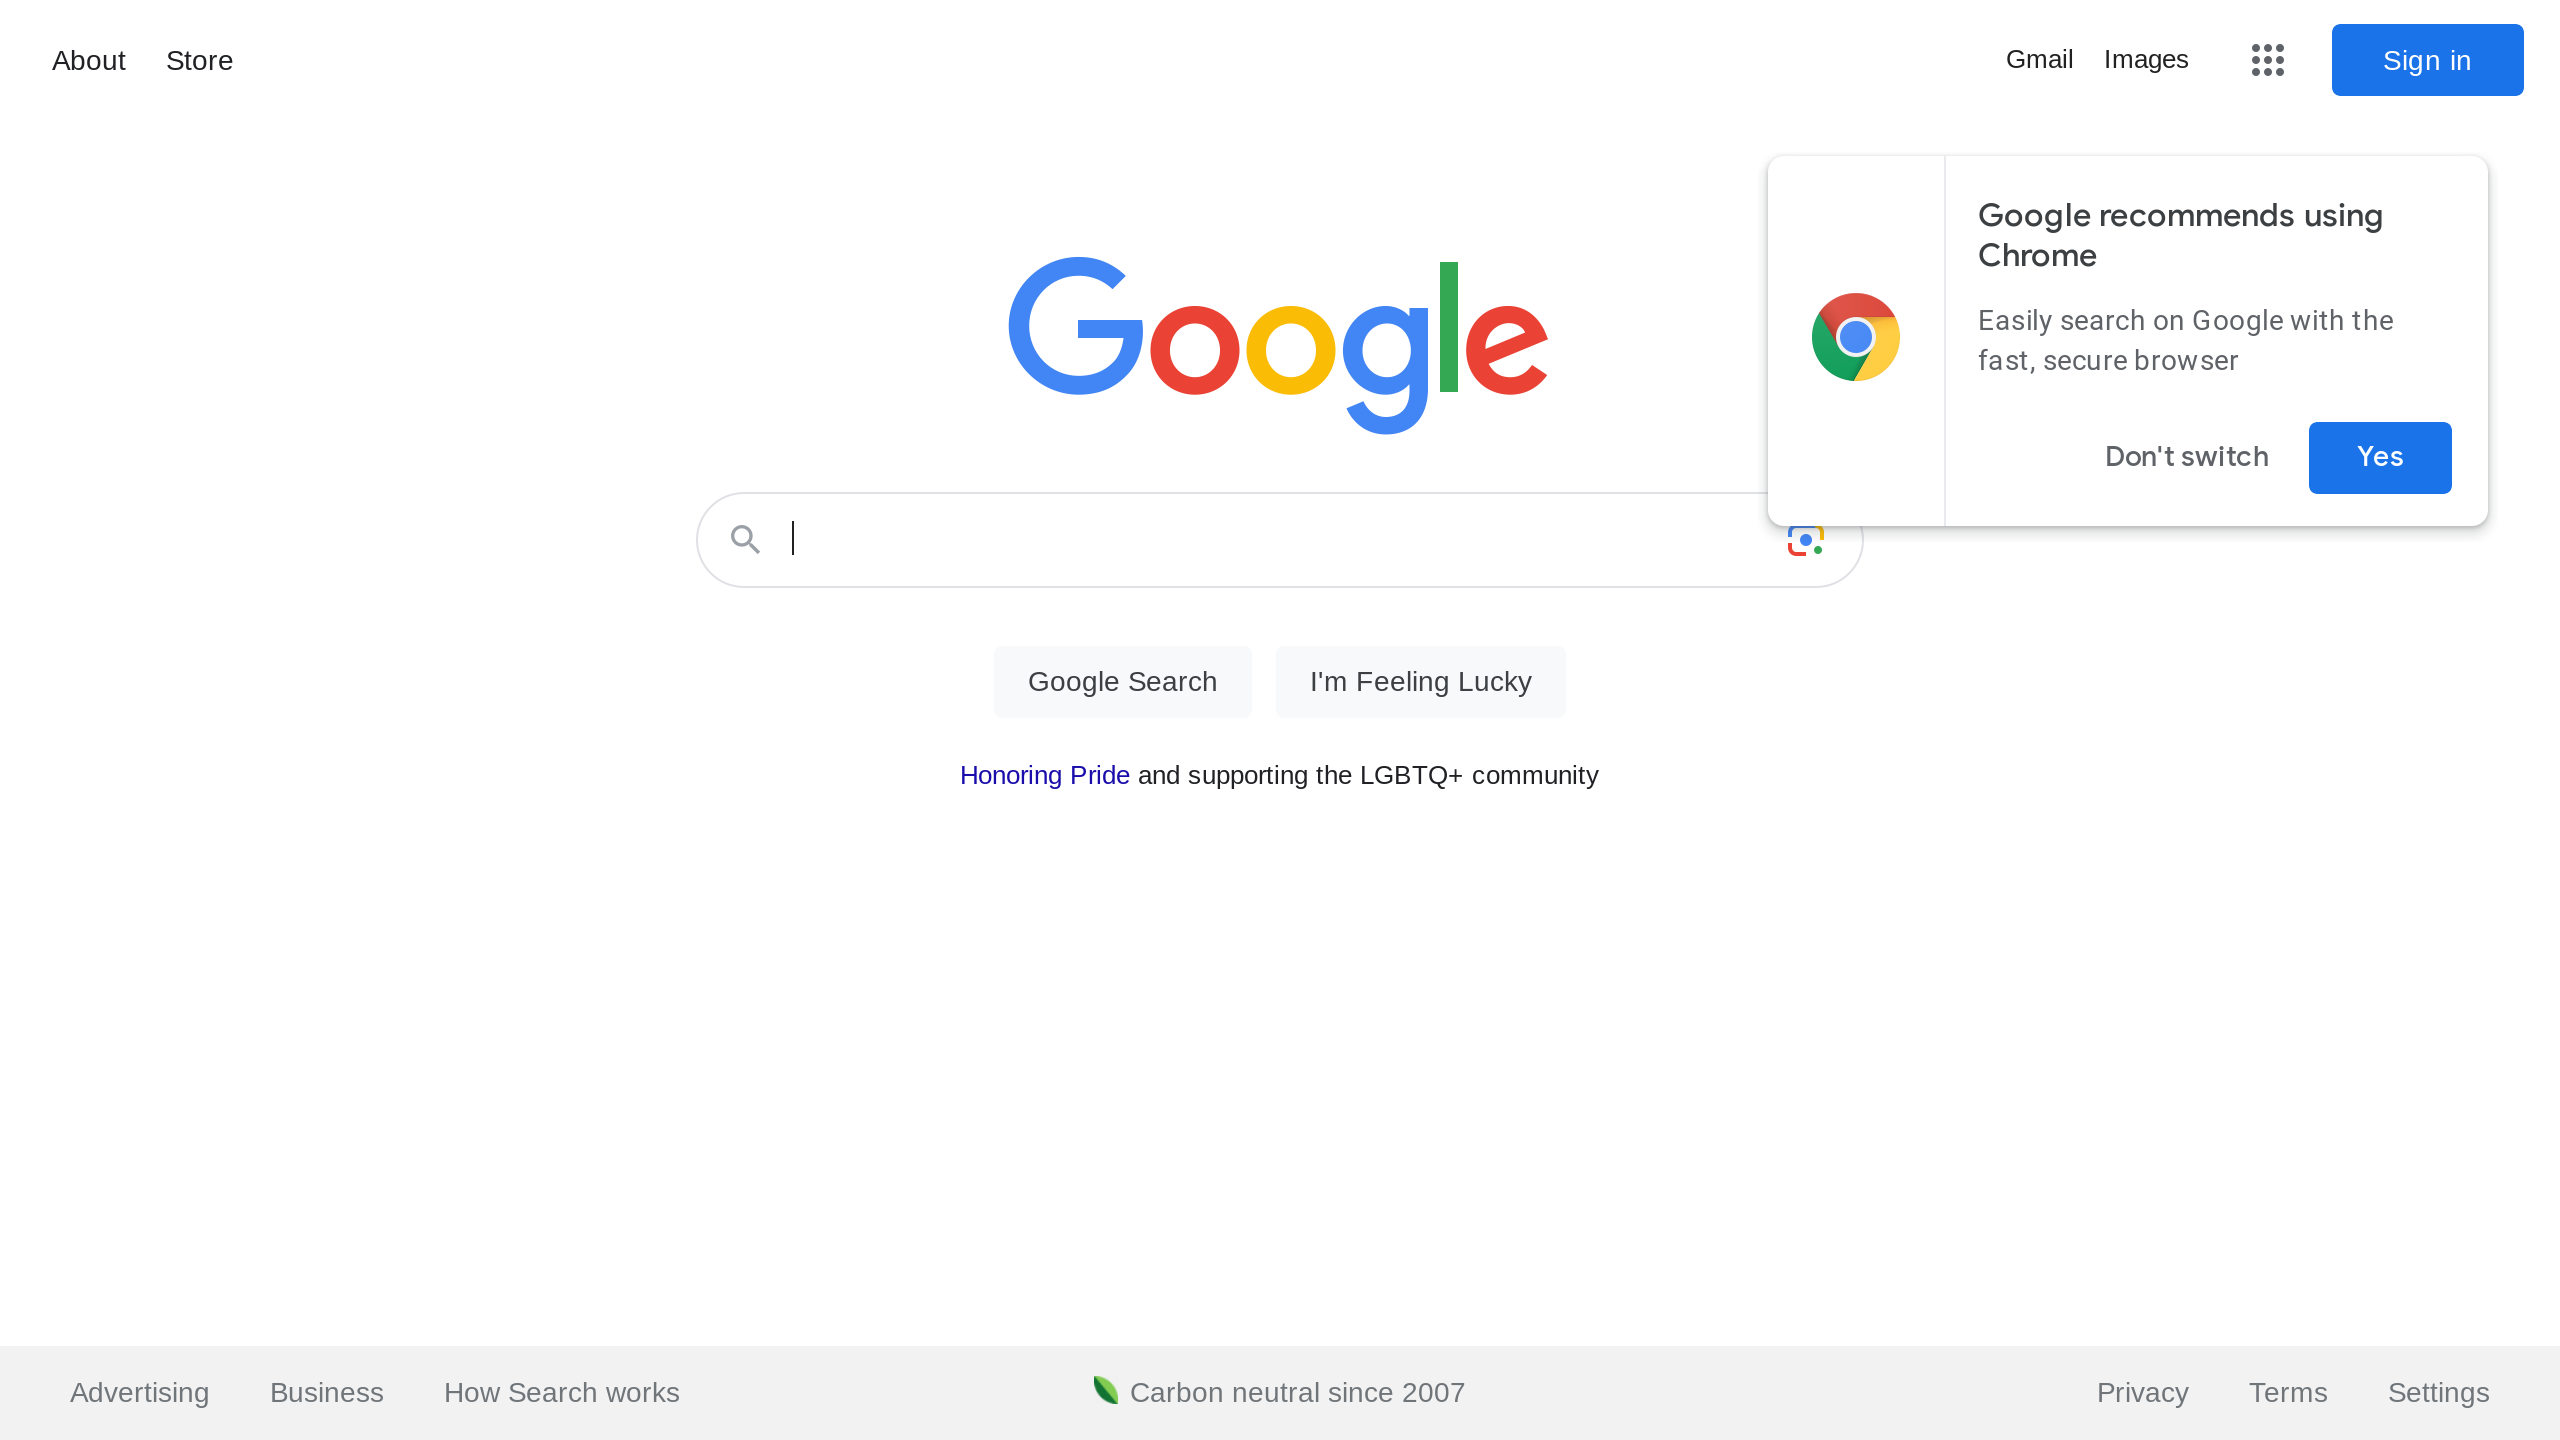 About Store
Gmail Images Sign in
Google recommends using
Chrome
Easily search on Google with the
fast, secure browser
Don't switch Yes
Google
Google Search I'm Feeling Lucky
Honoring Pride and supporting the LGBTQ+ community
Advertising Business How Search works Carbon neutral since 2007 Privacy Terms Settings